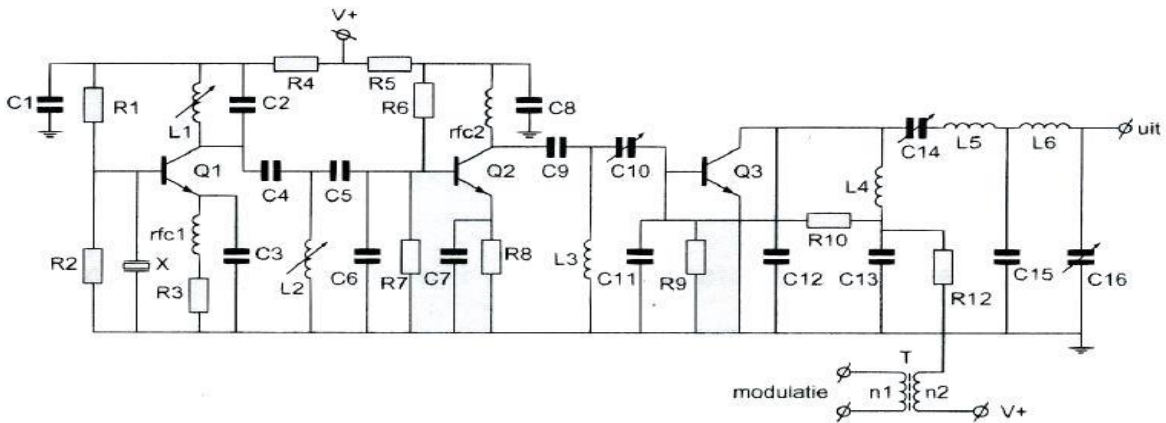 V+
C1 R1 L1 C2 R4 R5 R6 rfc2 C8
Q1 C4 C5 Q2 C9 C10 Q3 C14 L5 L6 uit
rfc1 L4
R2 X R3 C3 L2 C6 R7 C7 R8 L3 C11 R9 C12 R10 C13 R12 C15 C16
T
modulatie n1 n2 V+